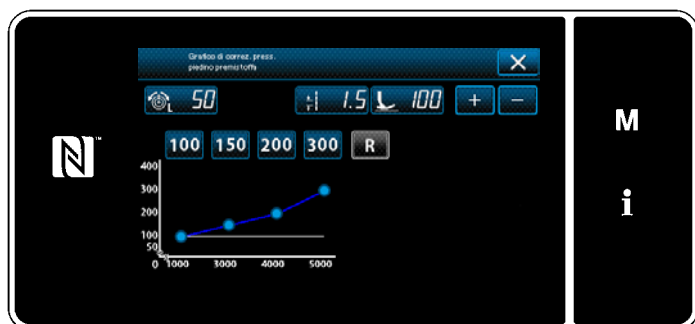 Grafico di correz. press.
piedino premistoffa
50 1.5 100 + −
100 150 200 300 R
400
300
200
100
50
0 1000 3000 4000 5000
M
i
N™